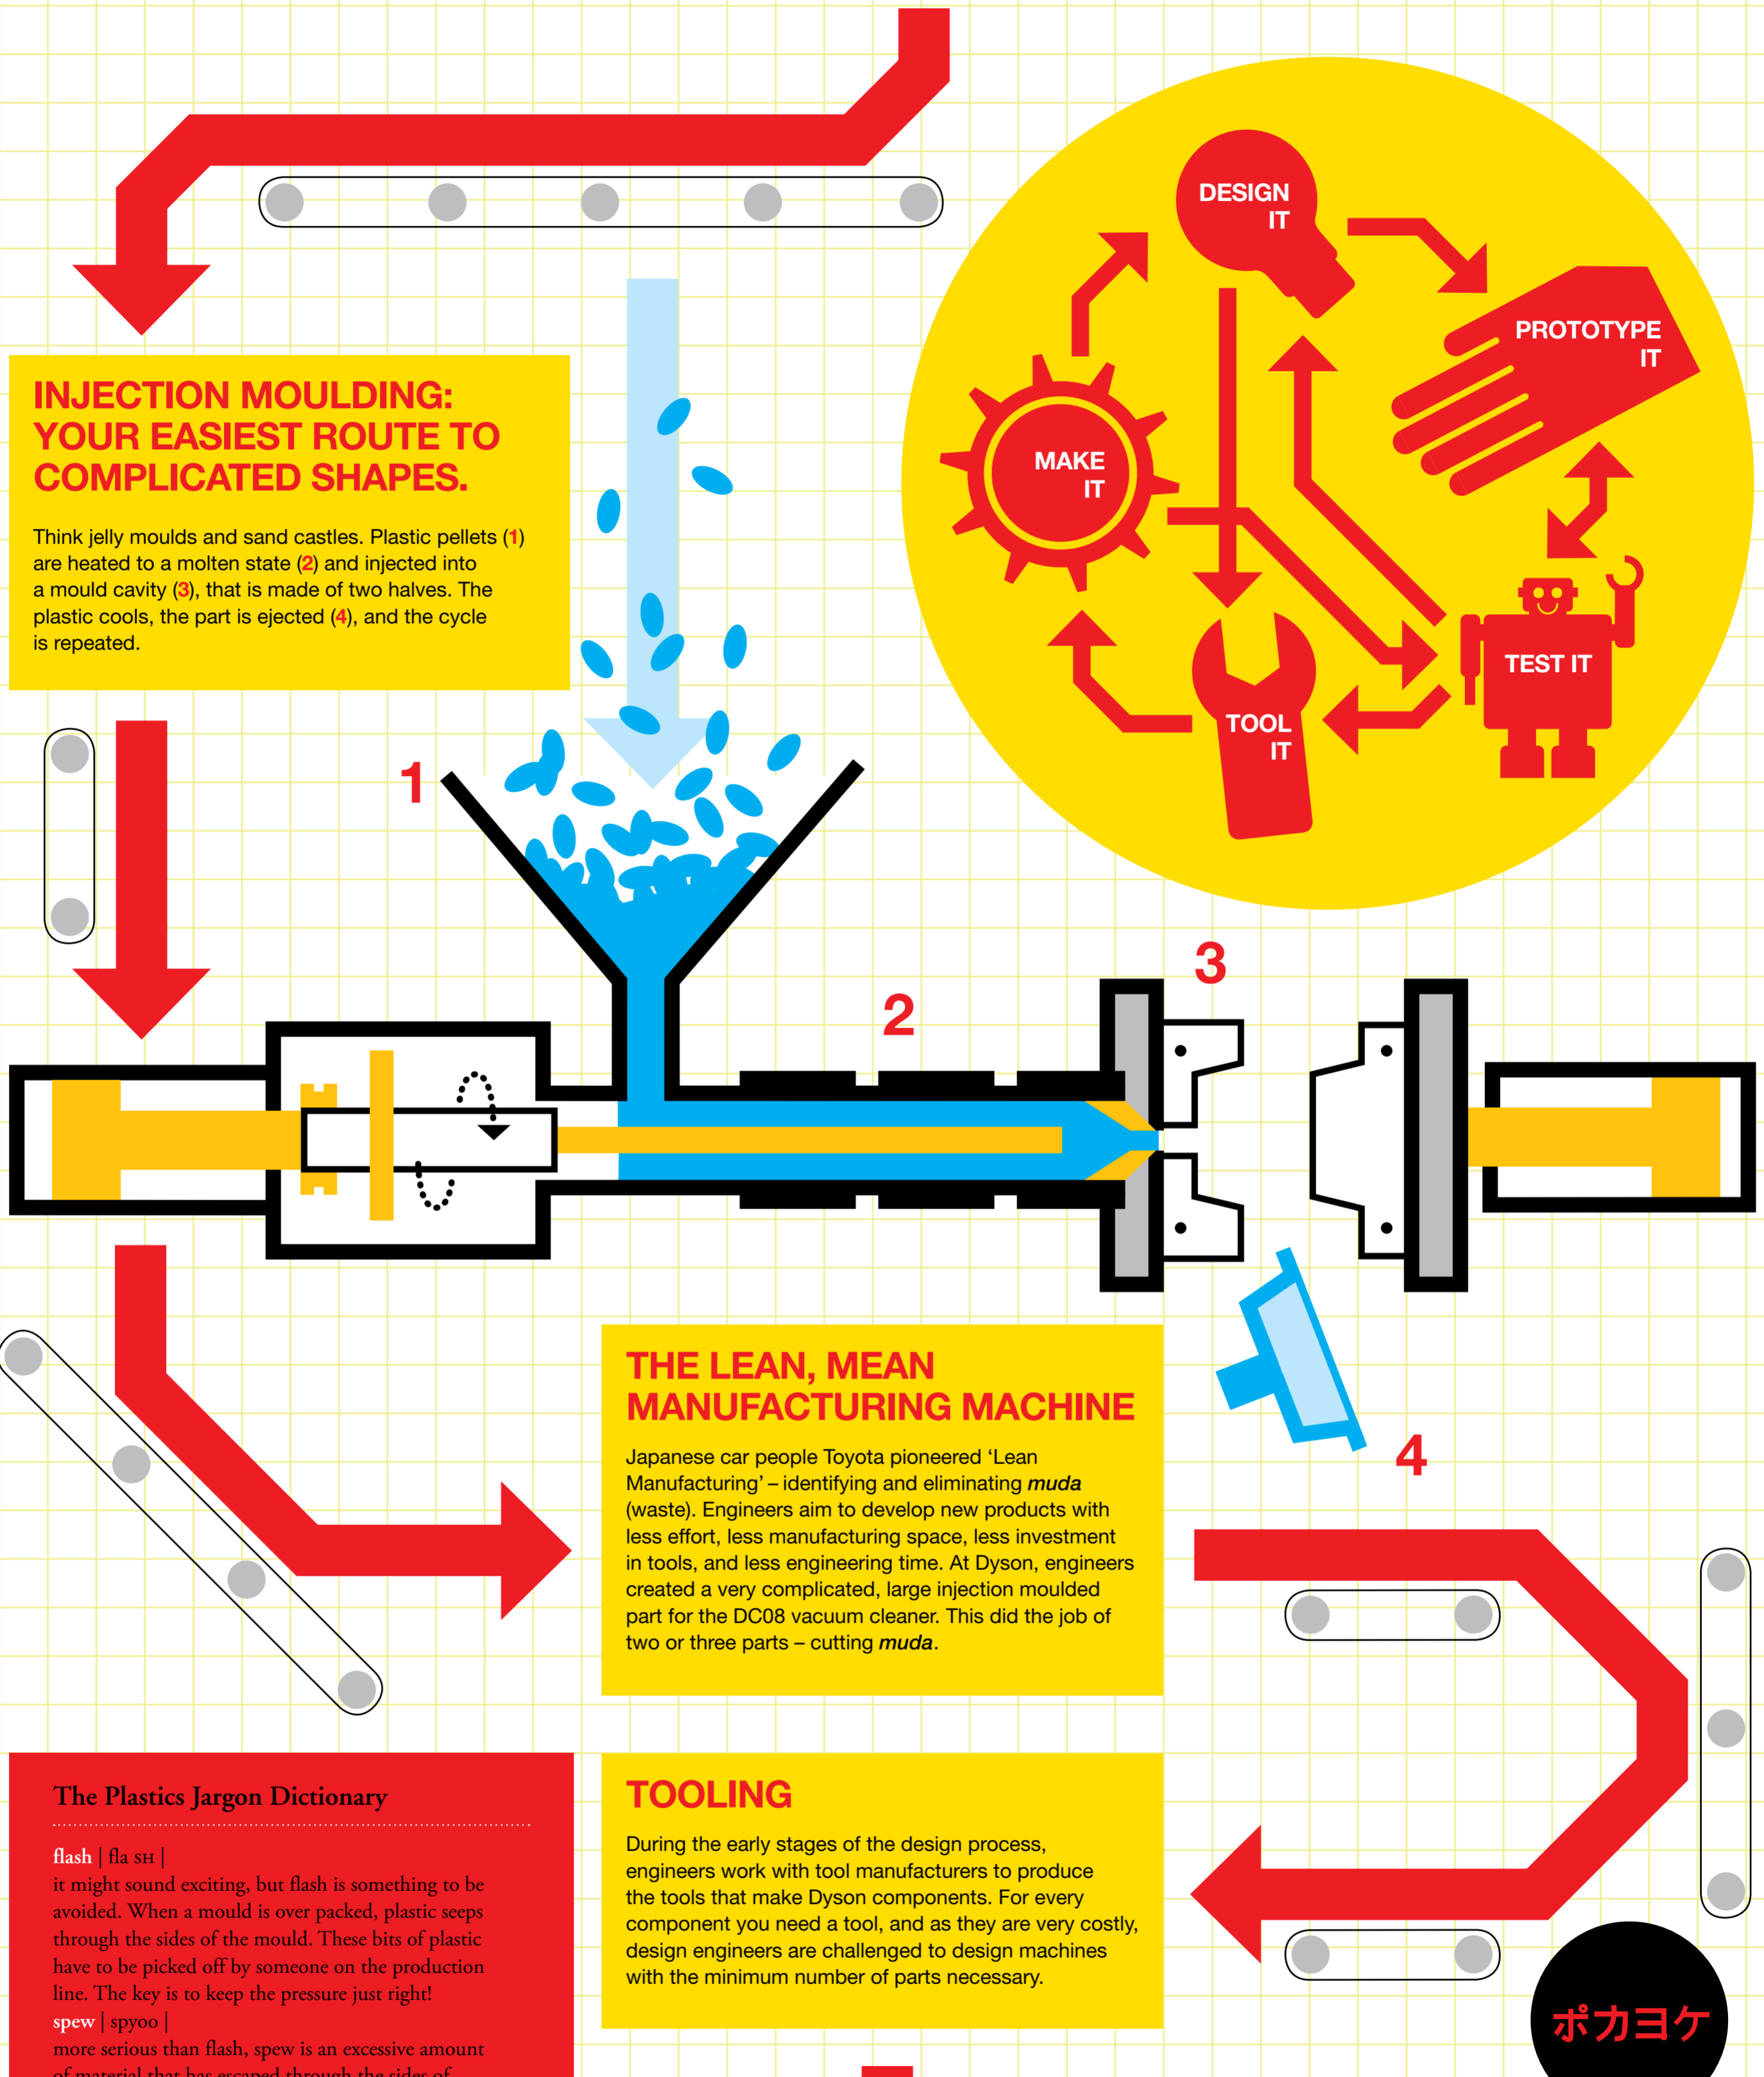 DESIGN
IT
PROTOTYPE
IT
MAKE
IT
TEST IT
TOOL
IT
INJECTION MOULDING:
YOUR EASIEST ROUTE TO
COMPLICATED SHAPES.
Think jelly moulds and sand castles. Plastic pellets (1)
are heated to a molten state (2) and injected into
a mould cavity (3), that is made of two halves. The
plastic cools, the part is ejected (4), and the cycle
is repeated.
1
2
3
4
THE LEAN, MEAN
MANUFACTURING MACHINE
Japanese car people Toyota pioneered ‘Lean
Manufacturing’ – identifying and eliminating muda
(waste). Engineers aim to develop new products with
less effort, less manufacturing space, less investment
in tools, and less engineering time. At Dyson, engineers
created a very complicated, large injection moulded
part for the DC08 vacuum cleaner. This did the job of
two or three parts – cutting muda.
The Plastics Jargon Dictionary
flash | fla SH |
it might sound exciting, but flash is something to be
avoided. When a mould is over packed, plastic seeps
through the sides of the mould. These bits of plastic
have to be picked off by someone on the production
line. The key is to keep the pressure just right!
spew | spyoo |
more serious than flash, spew is an excessive amount
of material that has escaped through the sides of
TOOLING
During the early stages of the design process,
engineers work with tool manufacturers to produce
the tools that make Dyson components. For every
component you need a tool, and as they are very costly,
design engineers are challenged to design machines
with the minimum number of parts necessary.
ポカヨケ